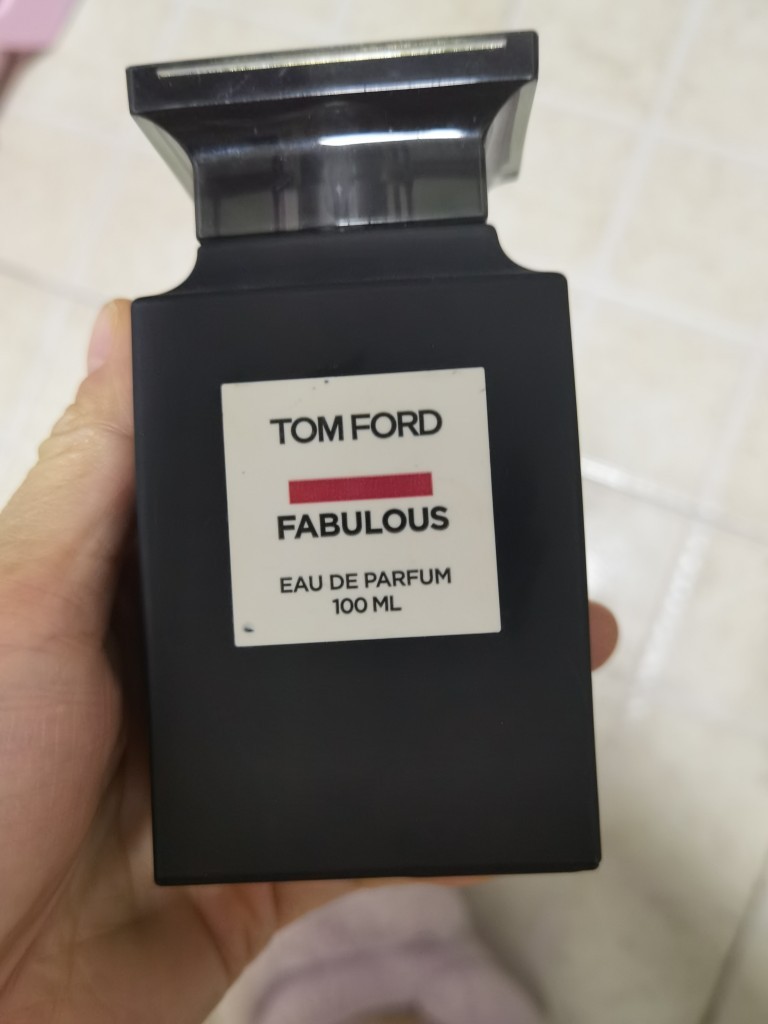 TOM FORD
FABULOUS
EAU DE PARFUM
100 ML